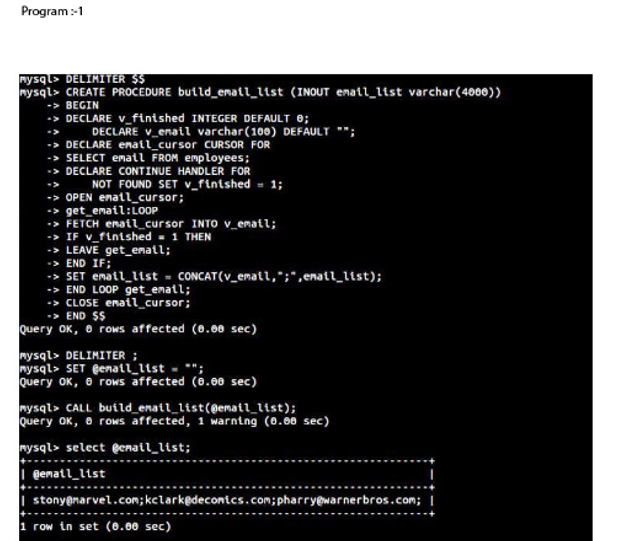 Program :-1
mysql> DELIMITER $$
mysql> CREATE PROCEDURE build_email_list (INOUT email_list varchar(4000))
-> BEGIN
-> DECLARE v_finished INTEGER DEFAULT 0;
-> DECLARE v_email varchar(100) DEFAULT "";
-> DECLARE email_cursor CURSOR FOR
-> SELECT email FROM employees;
-> DECLARE CONTINUE HANDLER FOR
-> NOT FOUND SET v_finished = 1;
-> OPEN email_cursor;
-> get_email:LOOP
-> FETCH email_cursor INTO v_email;
-> IF v_finished = 1 THEN
-> LEAVE get_email;
-> END IF;
-> SET email_list = CONCAT(v_email,";",email_list);
-> END LOOP get_email;
-> CLOSE email_cursor;
-> END $$
Query OK, 0 rows affected (0.00 sec)
mysql> DELIMITER ;
mysql> SET @email_list = "";
Query OK, 0 rows affected (0.00 sec)
mysql> CALL build_email_list(@email_list);
Query OK, 0 rows affected, 1 warning (0.00 sec)
mysql> select @email_list;
+-----------------------------------------------------------+
| @email_list |
+-----------------------------------------------------------+
| stony@marvel.com;kclark@decomics.com;pharry@warnerbros.com; |
+-----------------------------------------------------------+
1 row in set (0.00 sec)